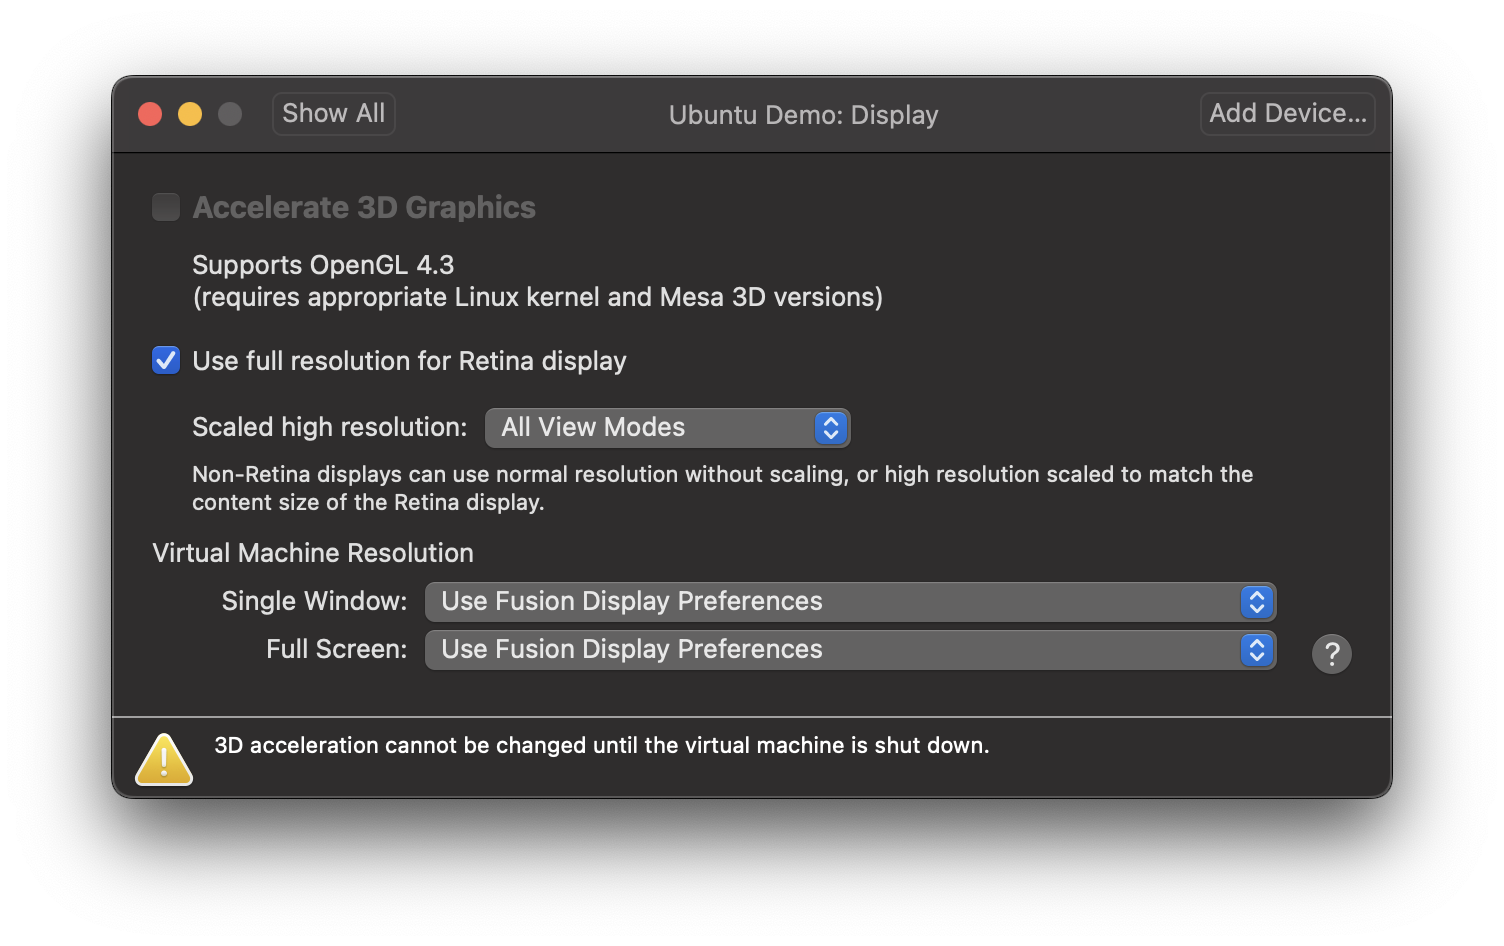 Show All
Ubuntu Demo: Display
Add Device...
Accelerate 3D Graphics
Supports OpenGL 4.3
(requires appropriate Linux kernel and Mesa 3D versions)
Use full resolution for Retina display
Scaled high resolution: All View Modes
Non-Retina displays can use normal resolution without scaling, or high resolution scaled to match the
content size of the Retina display.
Virtual Machine Resolution
Single Window: Use Fusion Display Preferences
Full Screen: Use Fusion Display Preferences
?
3D acceleration cannot be changed until the virtual machine is shut down.